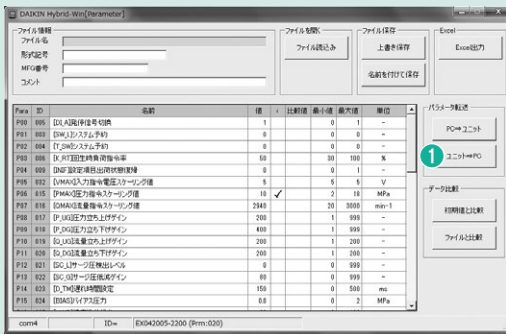 DAIKIN Hybrid-Win[Parameter]
ファイル情報
ファイル名
形式記号
MFG番号
コメント
ファイルを開く
ファイル読込み
ファイル保存
上書き保存
名前を付けて保存
Excel
Excel出力
Para ID 名前 値 ✓ 比較値 最小値 最大値 単位
P00 005 [DI_A]発停信号切換 1 0 1 -
P01 003 [SW_L]システム予約 0 0 0 -
P02 004 [T_SW]システム予約 0 0 0 -
P03 006 [K_RT]回生時負荷指令率 50 30 100 %
P04 009 [INIF]設定項目出荷状態復帰 0 0 1 -
P05 032 [VMAX]入力指令電圧スケーリング値 5 5 5 V
P06 015 [PMAX]圧力指令スケーリング値 18 ✓ 2 18 MPa
P07 016 [QMAX]流量指令スケーリング値 2940 20 3000 min-1
P08 017 [P_UG]圧力立ち上げゲイン 200 1 999 -
P09 018 [P_DG]圧力立ち下げゲイン 400 1 999 -
P10 019 [Q_UG]流量立ち上げゲイン 200 1 999 -
P11 020 [Q_DG]流量立ち下げゲイン 200 1 999 -
P12 021 [SC_L]サージ圧検出レベル 0 0 999 -
P13 022 [SC_G]サージ圧低減ゲイン 80 0 999 -
P14 023 [D_TM]遅れ時間設定 150 0 500 ms
P15 024 [BIAS]バイアス圧力 0.8 0 2 MPa
パラメータ転送
PC⇒ユニット
1 ユニット⇒PC
データ比較
初期値と比較
ファイルと比較
com4 ID= EX042005-2200 (Prm:020)